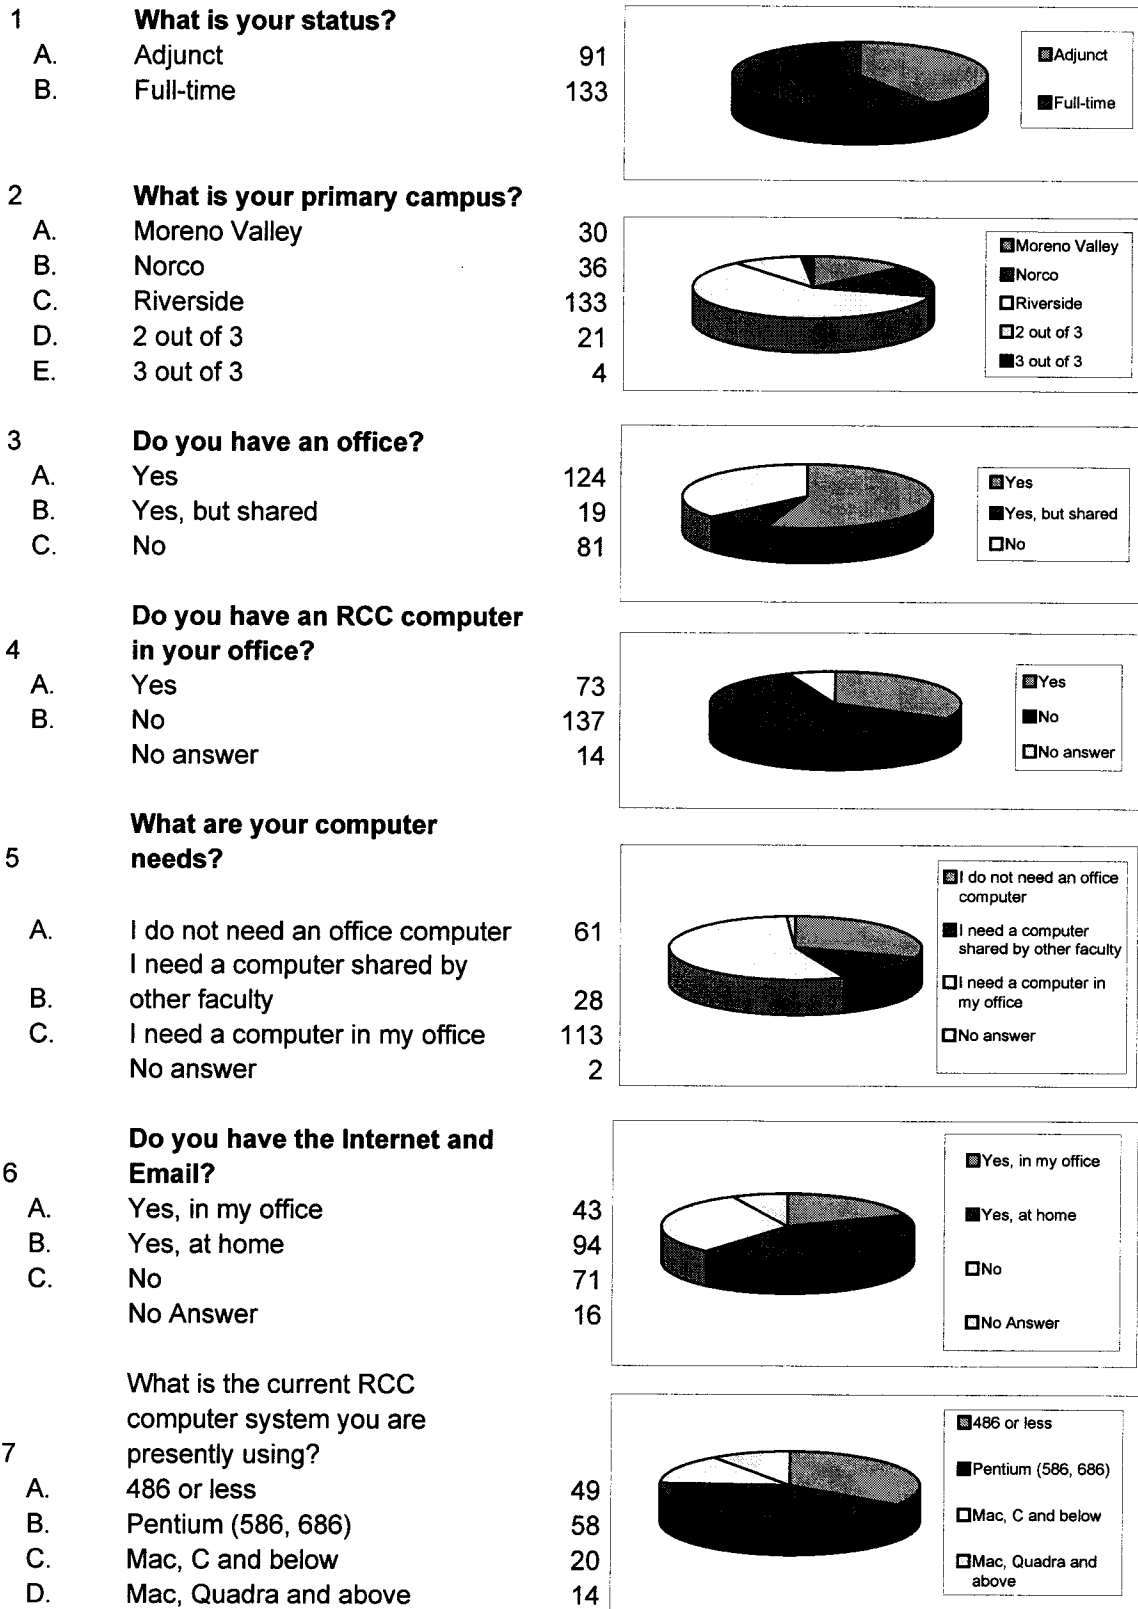 1 What is your status?
A. Adjunct 91
B. Full-time 133
Adjunct
Full-time
2 What is your primary campus?
A. Moreno Valley 30
B. Norco 36
C. Riverside 133
D. 2 out of 3 21
E. 3 out of 3 4
Moreno Valley
Norco
Riverside
2 out of 3
3 out of 3
3 Do you have an office?
A. Yes 124
B. Yes, but shared 19
C. No 81
Yes
Yes, but shared
No
Do you have an RCC computer
4 in your office?
A. Yes 73
B. No 137
No answer 14
Yes
No
No answer
What are your computer
5 needs?
A. I do not need an office computer 61
I need a computer shared by
B. other faculty 28
C. I need a computer in my office 113
No answer 2
I do not need an office
computer
I need a computer
shared by other faculty
I need a computer in
my office
No answer
Do you have the Internet and
6 Email?
A. Yes, in my office 43
B. Yes, at home 94
C. No 71
No Answer 16
Yes, in my office
Yes, at home
No
No Answer
What is the current RCC
computer system you are
7 presently using?
A. 486 or less 49
B. Pentium (586, 686) 58
C. Mac, C and below 20
D. Mac, Quadra and above 14
486 or less
Pentium (586, 686)
Mac, C and below
Mac, Quadra and
above